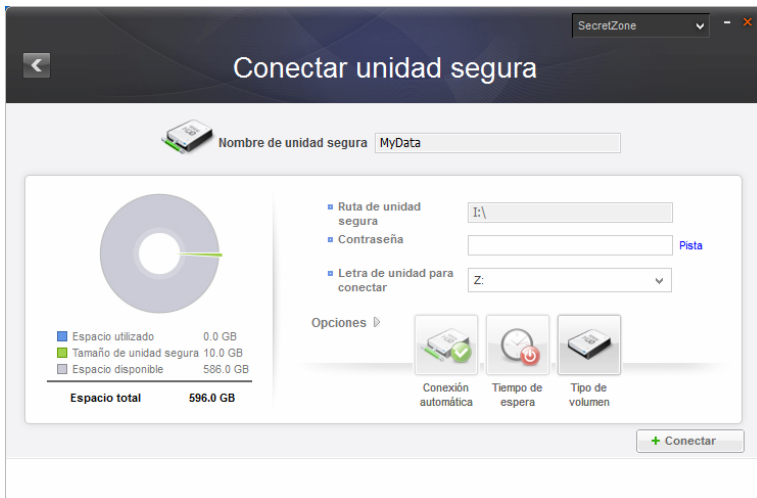 SecretZone
Conectar unidad segura
Nombre de unidad segura MyData
Ruta de unidad
segura
I:\
Contraseña
Pista
Letra de unidad para
conectar
Z:
Opciones
Espacio utilizado 0.0 GB
Tamaño de unidad segura 10.0 GB
Espacio disponible 586.0 GB
Espacio total 596.0 GB
Conexión
automática
Tiempo de
espera
Tipo de
volumen
+ Conectar